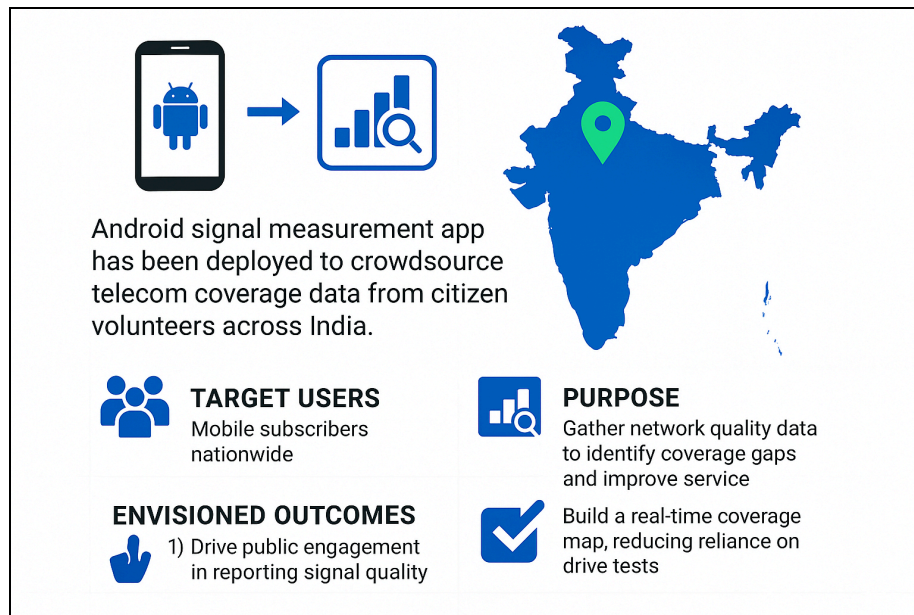 Android signal measurement app
has been deployed to crowdsource
telecom coverage data from citizen
volunteers across India.
TARGET USERS
Mobile subscribers
nationwide
PURPOSE
Gather network quality data
to identify coverage gaps
and improve service
ENVISIONED OUTCOMES
1) Drive public engagement
in reporting signal quality
Build a real-time coverage
map, reducing reliance on
drive tests